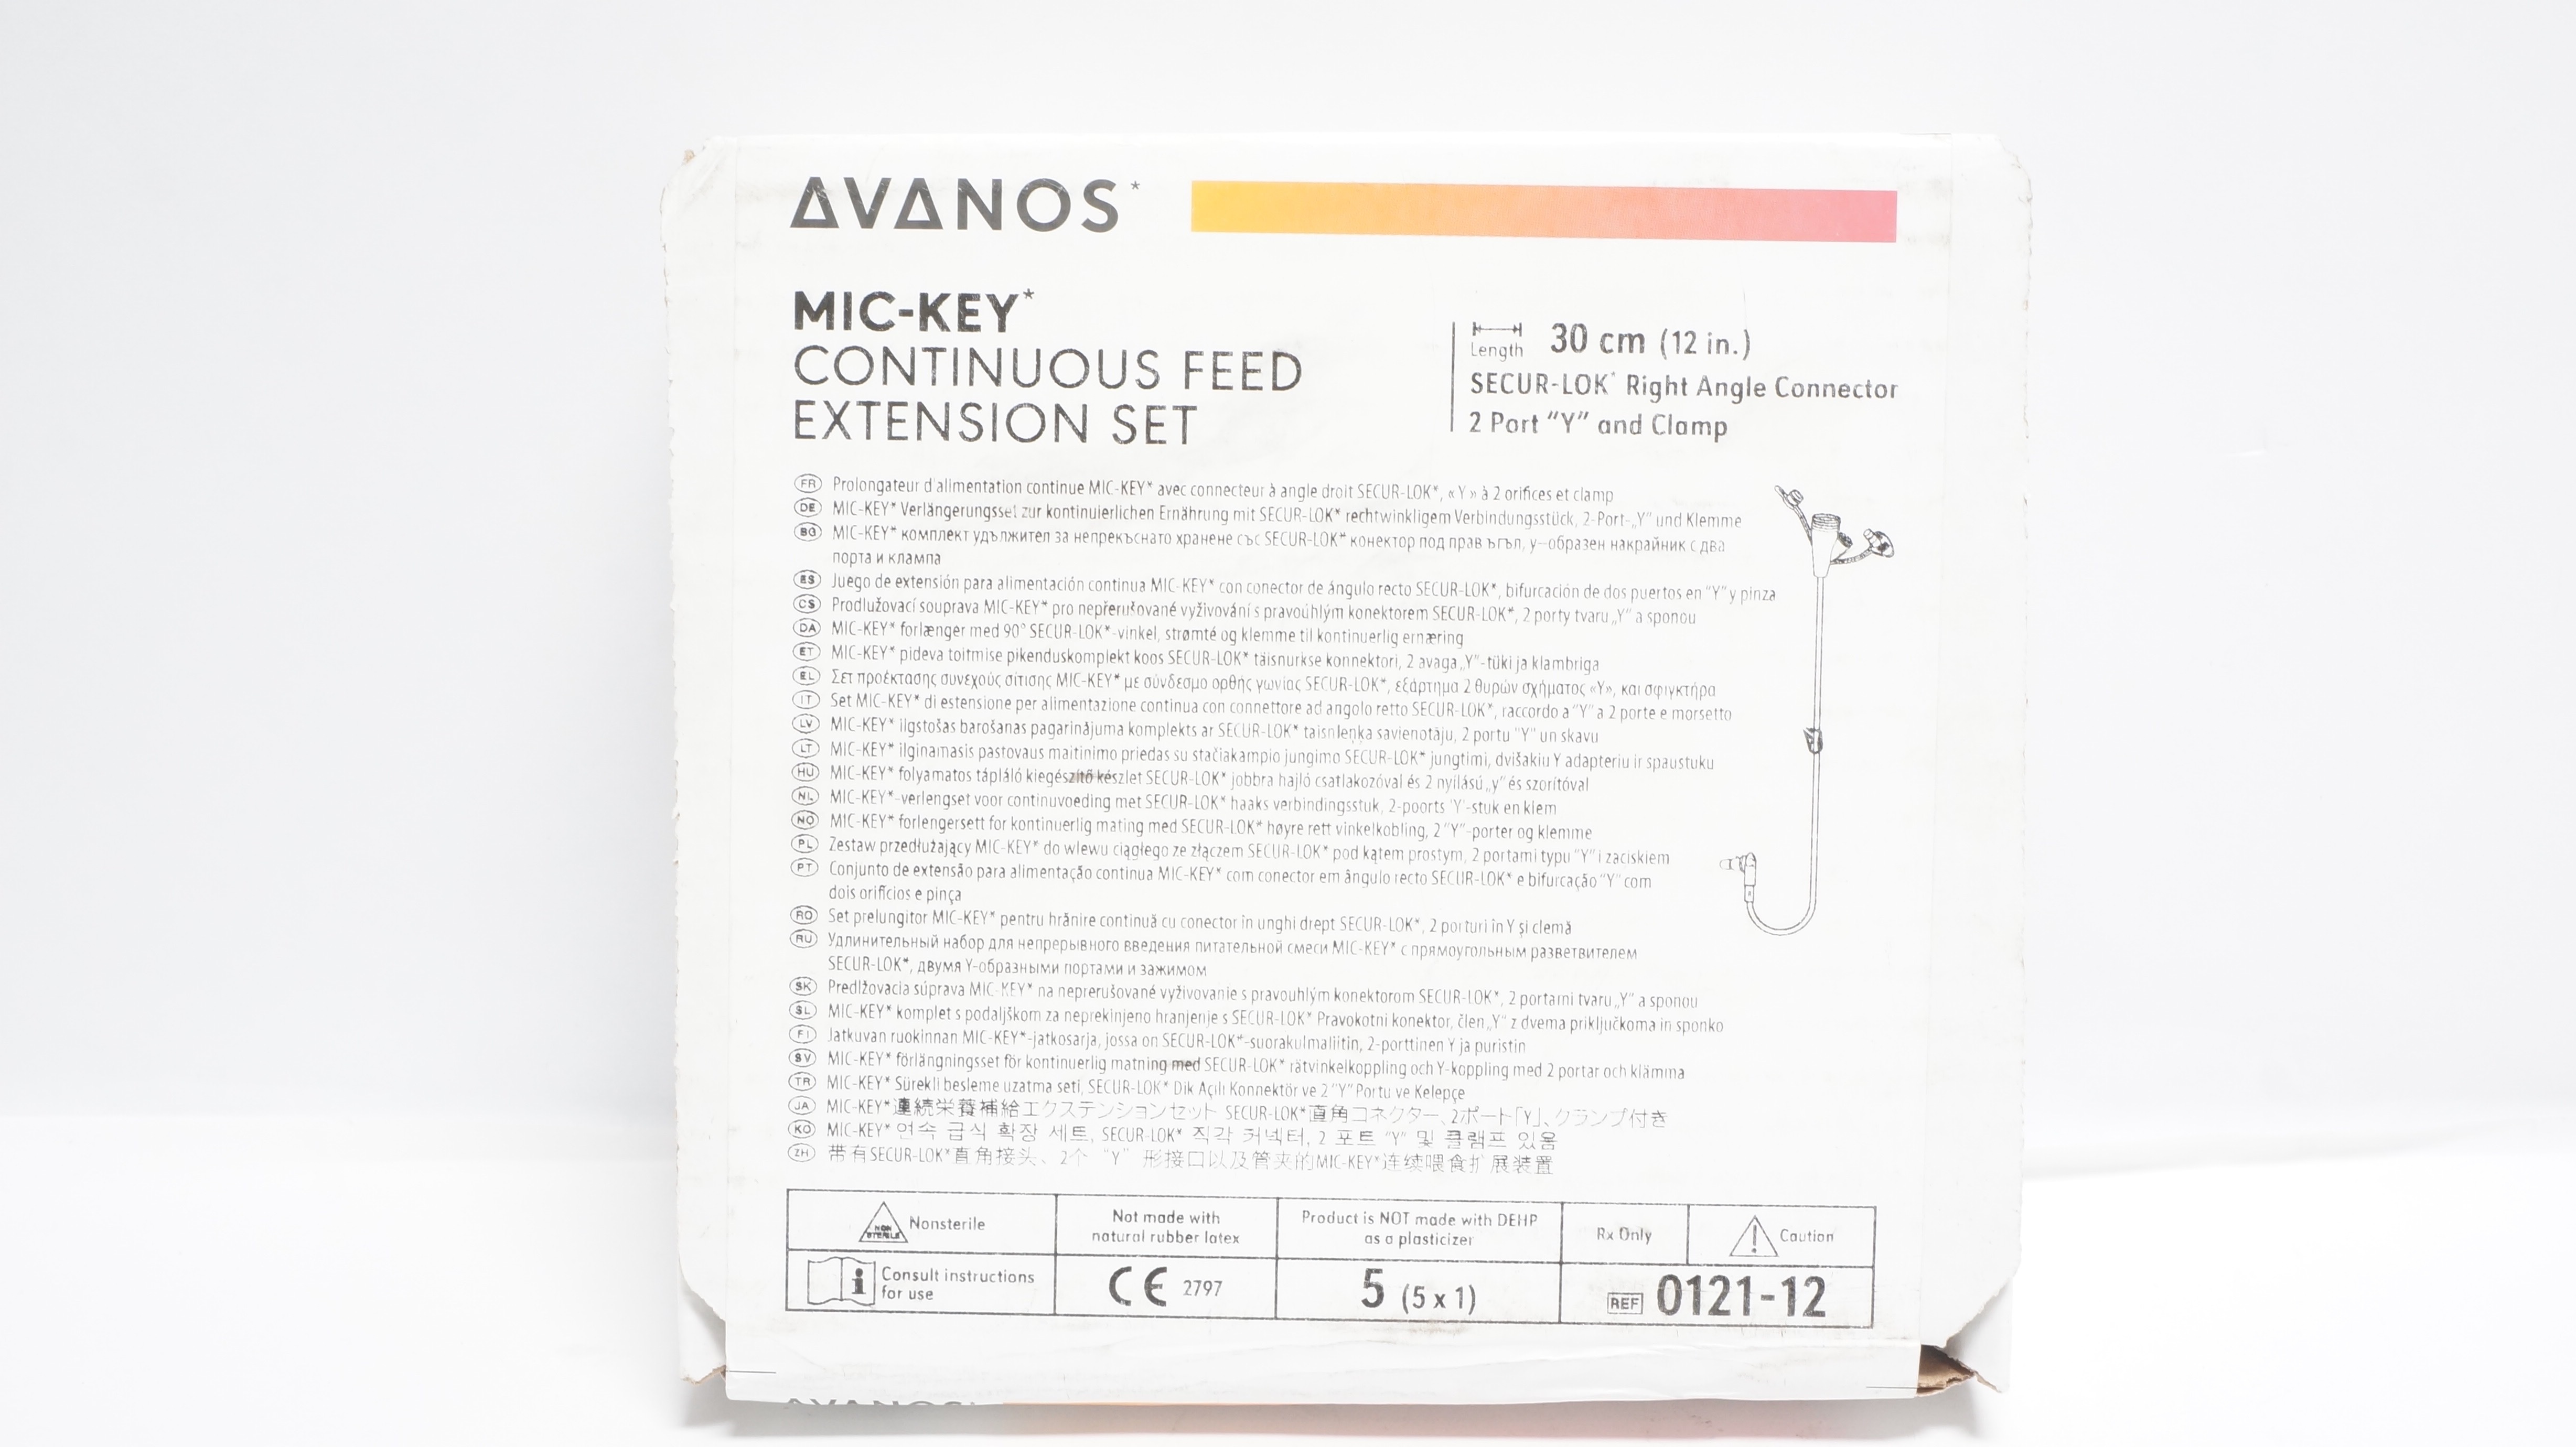 AVANOS*
MIC-KEY*
CONTINUOUS FEED
EXTENSION SET
Length 30 cm (12 in.)
SECUR-LOK* Right Angle Connector
2 Port “Y” and Clamp
FR Prolongateur d'alimentation continue MIC-KEY* avec connecteur à angle droit SECUR-LOK*, « Y » à 2 orifices et clamp
DE MIC-KEY* Verlängerungsset zur kontinuierlichen Ernährung mit SECUR-LOK* rechtwinkligem Verbindungsstück, 2-Port-„Y“ und Klemme
BG MIC-KEY* комплект удължител за непрекъснато хранене със SECUR-LOK* конектор под прав ъгъл, у–образен накрайник с два
порта и клампа
ES Juego de extensión para alimentación continua MIC-KEY* con conector de ángulo recto SECUR-LOK*, bifurcación de dos puertos en “Y” y pinza
CS Prodlužovací souprava MIC-KEY* pro nepřerušované vyživování s pravoúhlým konektorem SECUR-LOK*, 2 porty tvaru „Y“ a sponou
DA MIC-KEY* forlænger med 90° SECUR-LOK*-vinkel, strømté og klemme til kontinuerlig ernæring
ET MIC-KEY* pideva toitmise pikenduskomplekt koos SECUR-LOK* täisnurkse konnektori, 2 avaga „Y“-tüki ja klambriga
EL Σετ προέκτασης συνεχούς σίτισης MIC-KEY* με σύνδεσμο ορθής γωνίας SECUR-LOK*, εξάρτημα 2 θυρών σχήματος «Y», και σφιγκτήρα
IT Set MIC-KEY* di estensione per alimentazione continua con connettore ad angolo retto SECUR-LOK*, raccordo a “Y” a 2 porte e morsetto
LV MIC-KEY* ilgstošas barošanas pagarinājuma komplekts ar SECUR-LOK* taisnleņķa savienotāju, 2 portu “Y” un skavu
LT MIC-KEY* ilginamasis pastovaus maitinimo priedas su stačiakampio jungimo SECUR-LOK* jungtimi, dvišakiu Y adapteriu ir spaustuku
HU MIC-KEY* folyamatos tápláló kiegészítő készlet SECUR-LOK* jobbra hajló csatlakozóval és 2 nyílású „y” és szorítóval
NL MIC-KEY*-verlengset voor continuvoeding met SECUR-LOK* haaks verbindingsstuk, 2-poorts 'Y'-stuk en klem
NO MIC-KEY* forlengersett for kontinuerlig mating med SECUR-LOK* høyre rett vinkelkobling, 2 “Y”-porter og klemme
PL Zestaw przedłużający MIC-KEY* do wlewu ciągłego ze złączem SECUR-LOK* pod kątem prostym, 2 portami typu “Y” i zaciskiem
PT Conjunto de extensão para alimentação continua MIC-KEY* com conector em ângulo recto SECUR-LOK* e bifurcação “Y” com
dois orifícios e pinça
RO Set prelungitor MIC-KEY* pentru hrănire continuă cu conector în unghi drept SECUR-LOK*, 2 porturi în Y și clemă
RU Удлинительный набор для непрерывного введения питательной смеси MIC-KEY* с прямоугольным разветвителем
SECUR-LOK*, двумя Y-образными портами и зажимом
SK Predlžovacia súprava MIC-KEY* na neprerušované vyživovanie s pravouhlým konektorom SECUR-LOK*, 2 portami tvaru „Y“ a sponou
SL MIC-KEY* komplet s podaljškom za neprekinjeno hranjenje s SECUR-LOK* Pravokotni konektor, člen „Y“ z dvema priključkoma in sponko
FI Jatkuvan ruokinnan MIC-KEY*-jatkosarja, jossa on SECUR-LOK*-suorakulmaliitin, 2-porttinen Y ja puristin
SV MIC-KEY* förlängningsset för kontinuerlig matning med SECUR-LOK* rätvinkelkoppling och Y-koppling med 2 portar och klämma
TR MIC-KEY* Sürekli besleme uzatma seti, SECUR-LOK* Dik Açılı Konnektör ve 2 “Y” Portu ve Kelepçe
JA MIC-KEY*連続栄養補給エクステンションセット SECUR-LOK*直角コネクター、2ポート「Y」、クランプ付き
KO MIC-KEY* 연속 급식 확장 세트, SECUR-LOK* 직각 커넥터, 2 포트 “Y” 및 클램프 있음
ZH 带有SECUR-LOK*直角接头、2个“Y”形接口以及管夹的MIC-KEY*连续喂食扩展装置
NON STERILE Nonsterile
Not made with
natural rubber latex
Product is NOT made with DEHP
as a plasticizer
Rx Only
Caution
Consult instructions
for use
CE 2797
5 (5 x 1)
REF 0121-12
AVANOS*